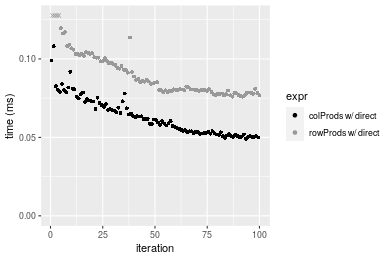 time (ms)
0.10
0.05
0.00
0
25
50
75
100
iteration
expr
colProds w/ direct
rowProds w/ direct